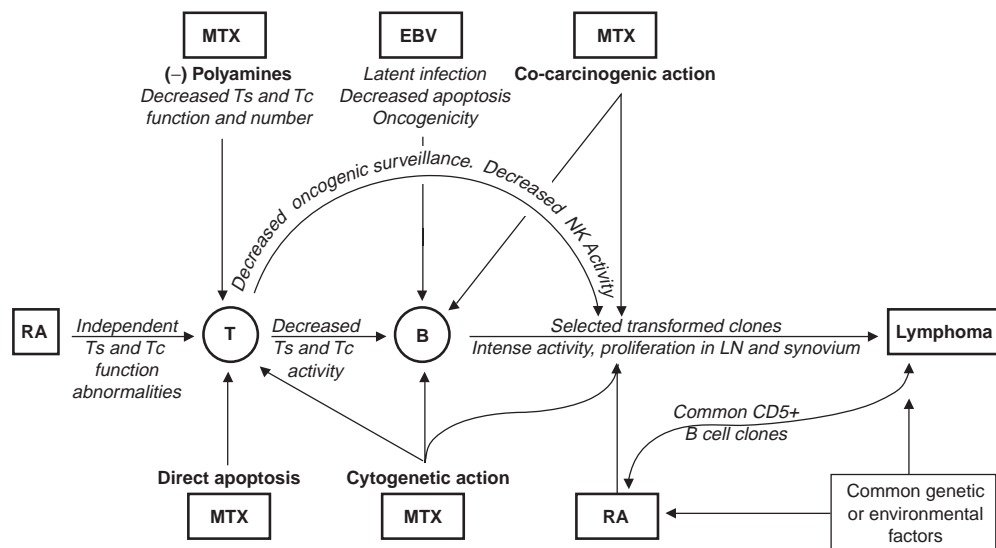 MTX
(–) Polyamines
Decreased Ts and Tc
function and number
EBV
Latent infection
Decreased apoptosis
Oncogenicity
MTX
Co-carcinogenic action
Decreased oncogenic surveillance. Decreased NK Activity
RA
Independent
Ts and Tc
function
abnormalities
T
Decreased
Ts and Tc
activity
B
Selected transformed clones
Intense activity, proliferation in LN and synovium
Lymphoma
Common CD5+
B cell clones
Direct apoptosis
MTX
Cytogenetic action
MTX
RA
Common genetic
or environmental
factors